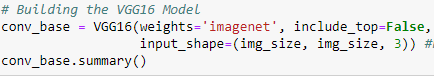 # Building the VGG16 Model
conv_base = VGG16(weights='imagenet', include_top=False,
input_shape=(img_size, img_size, 3)) #
conv_base.summary()